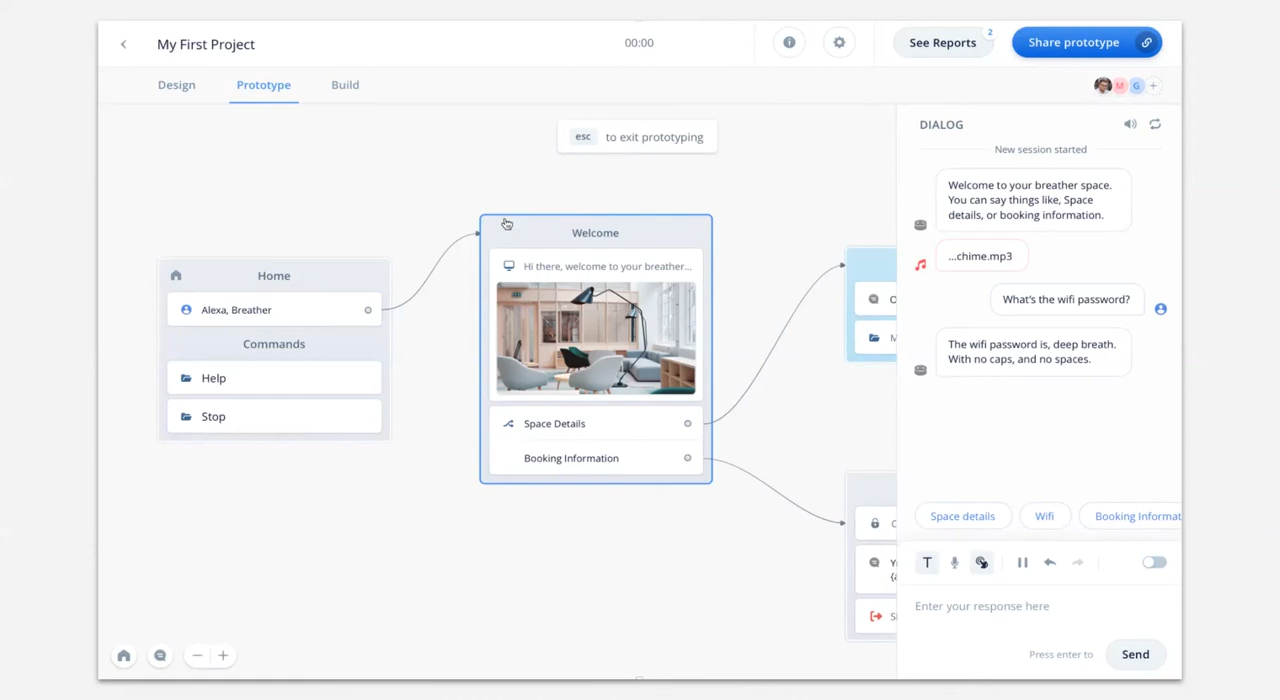 My First Project
00:00
See Reports
2
Share prototype
Design
Prototype
Build
M
G
esc to exit prototyping
Home
Alexa, Breather
Commands
Help
Stop
Welcome
Hi there, welcome to your breather...
Space Details
Booking Information
DIALOG
New session started
Welcome to your breather space.
You can say things like, Space
details, or booking information.
...chime.mp3
What's the wifi password?
The wifi password is, deep breath.
With no caps, and no spaces.
Space details
Wifi
Booking Informat
T
Enter your response here
Press enter to
Send